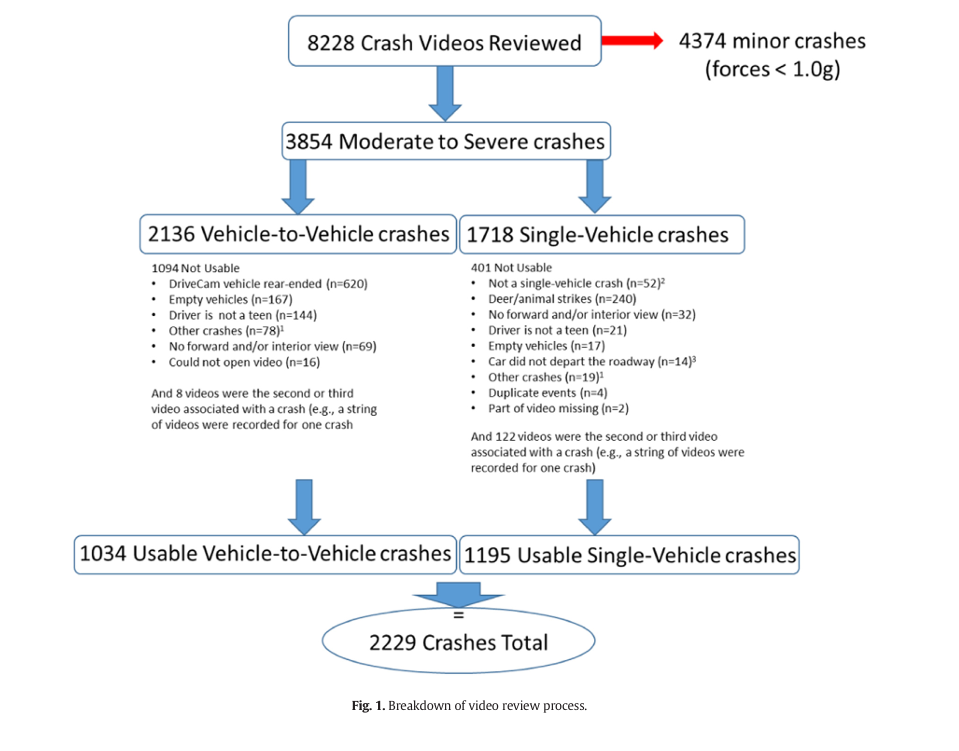 8228 Crash Videos Reviewed
4374 minor crashes
(forces < 1.0g)
3854 Moderate to Severe crashes
2136 Vehicle-to-Vehicle crashes
1094 Not Usable
• DriveCam vehicle rear-ended (n=620)
• Empty vehicles (n=167)
• Driver is not a teen (n=144)
• Other crashes (n=78)¹
• No forward and/or interior view (n=69)
• Could not open video (n=16)
And 8 videos were the second or third
video associated with a crash (e.g., a string
of videos were recorded for one crash
1718 Single-Vehicle crashes
401 Not Usable
• Not a single-vehicle crash (n=52)²
• Deer/animal strikes (n=240)
• No forward and/or interior view (n=32)
• Driver is not a teen (n=21)
• Empty vehicles (n=17)
• Car did not depart the roadway (n=14)³
• Other crashes (n=19)¹
• Duplicate events (n=4)
• Part of video missing (n=2)
And 122 videos were the second or third video
associated with a crash (e.g., a string of videos were
recorded for one crash)
1034 Usable Vehicle-to-Vehicle crashes
1195 Usable Single-Vehicle crashes
=
2229 Crashes Total
Fig. 1. Breakdown of video review process.